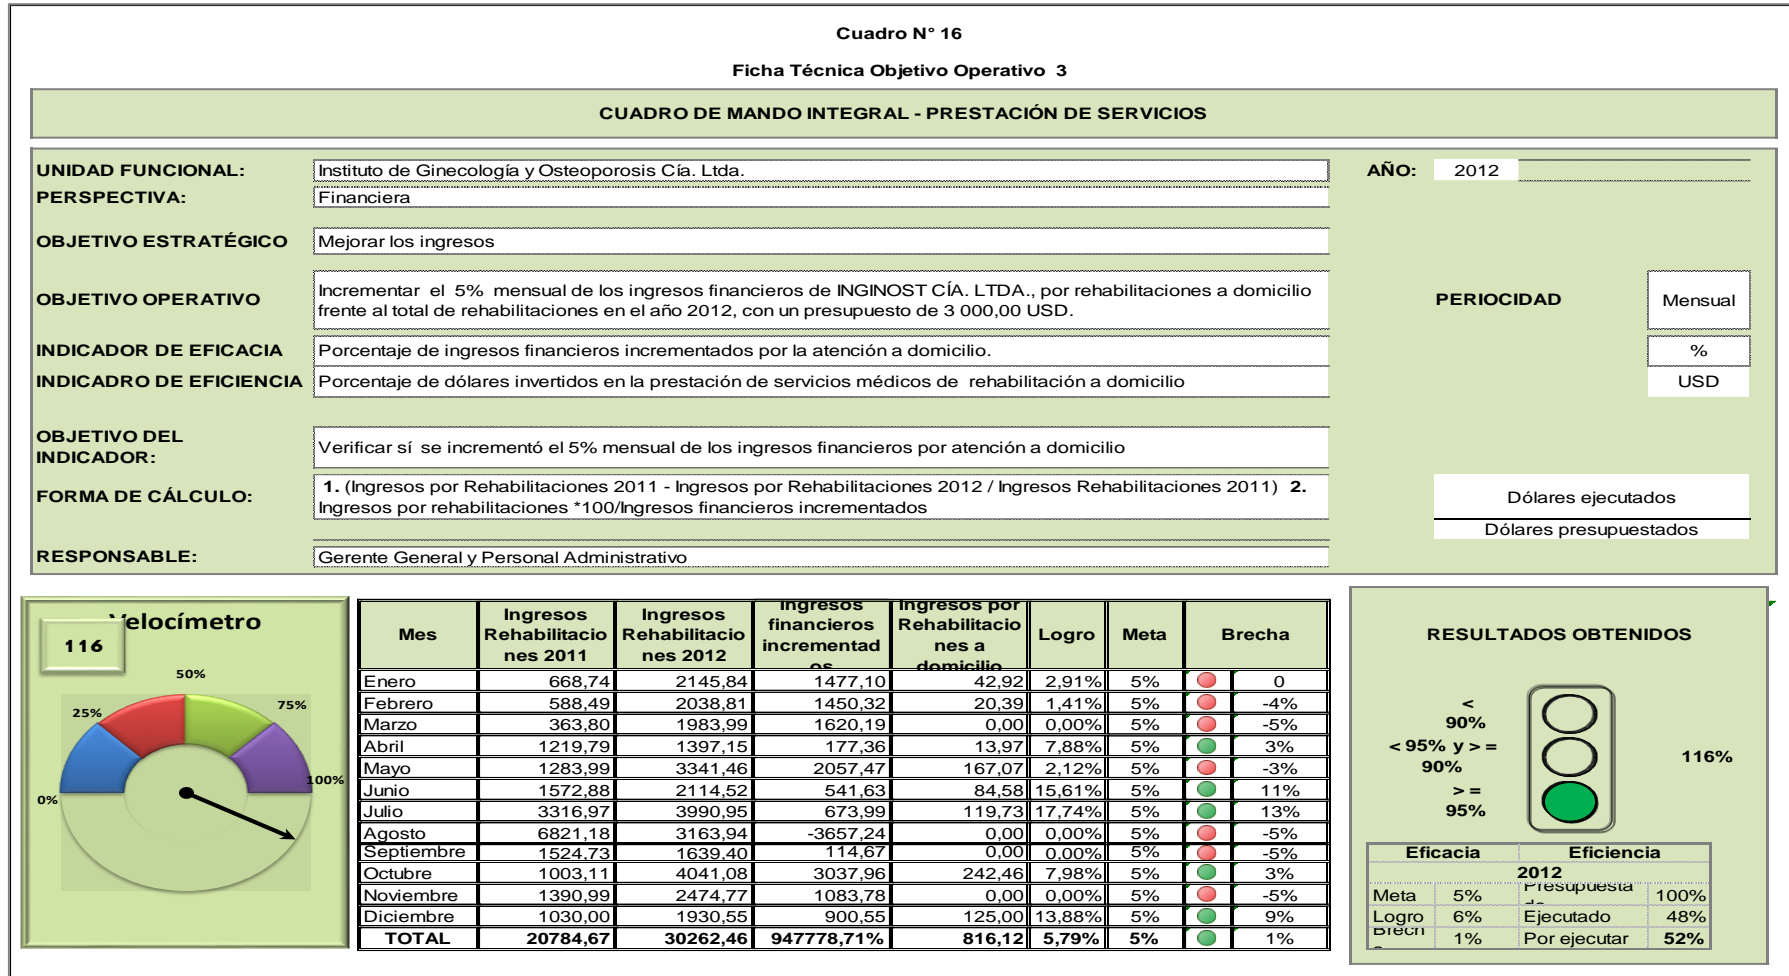 Cuadro N° 16
Ficha Técnica Objetivo Operativo 3
CUADRO DE MANDO INTEGRAL - PRESTACIÓN DE SERVICIOS
UNIDAD FUNCIONAL: Instituto de Ginecología y Osteoporosis Cía. Ltda. AÑO: 2012
PERSPECTIVA: Financiera
OBJETIVO ESTRATÉGICO Mejorar los ingresos
OBJETIVO OPERATIVO Incrementar el 5% mensual de los ingresos financieros de INGINOST CÍA. LTDA., por rehabilitaciones a domicilio
frente al total de rehabilitaciones en el año 2012, con un presupuesto de 3 000,00 USD.
PERIOCIDAD Mensual
INDICADOR DE EFICACIA Porcentaje de ingresos financieros incrementados por la atención a domicilio. %
INDICADRO DE EFICIENCIA Porcentaje de dólares invertidos en la prestación de servicios médicos de rehabilitación a domicilio USD
OBJETIVO DEL
INDICADOR:
Verificar sí se incrementó el 5% mensual de los ingresos financieros por atención a domicilio
FORMA DE CÁLCULO: 1. (Ingresos por Rehabilitaciones 2011 - Ingresos por Rehabilitaciones 2012 / Ingresos Rehabilitaciones 2011) 2.
Ingresos por rehabilitaciones *100/Ingresos financieros incrementados
Dólares ejecutados
Dólares presupuestados
RESPONSABLE: Gerente General y Personal Administrativo
Velocímetro
116
0%
25%
50%
75%
100%
Mes
Ingresos
Rehabilitacio
nes 2011
Ingresos
Rehabilitacio
nes 2012
Ingresos
financieros
incrementad
os
Ingresos por
Rehabilitacio
nes a
domicilio
Logro
Meta
Brecha
Enero 668,74 2145,84 1477,10 42,92 2,91% 5% 0
Febrero 588,49 2038,81 1450,32 20,39 1,41% 5% -4%
Marzo 363,80 1983,99 1620,19 0,00 0,00% 5% -5%
Abril 1219,79 1397,15 177,36 13,97 7,88% 5% 3%
Mayo 1283,99 3341,46 2057,47 167,07 2,12% 5% -3%
Junio 1572,88 2114,52 541,63 84,58 15,61% 5% 11%
Julio 3316,97 3990,95 673,99 119,73 17,74% 5% 13%
Agosto 6821,18 3163,94 -3657,24 0,00 0,00% 5% -5%
Septiembre 1524,73 1639,40 114,67 0,00 0,00% 5% -5%
Octubre 1003,11 4041,08 3037,96 242,46 7,98% 5% 3%
Noviembre 1390,99 2474,77 1083,78 0,00 0,00% 5% -5%
Diciembre 1030,00 1930,55 900,55 125,00 13,88% 5% 9%
TOTAL 20784,67 30262,46 947778,71% 816,12 5,79% 5% 1%
RESULTADOS OBTENIDOS
<
90%
< 95% y > =
90%
> =
95%
116%
Eficacia Eficiencia
2012
Meta 5% Presupuesta 100%
Logro 6% Ejecutado 48%
Brech 1% Por ejecutar 52%